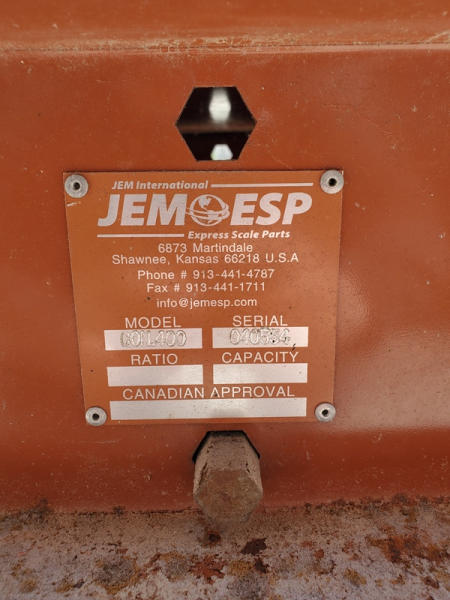 JEM International
JEM ESP
Express Scale Parts
6873 Martindale
Shawnee, Kansas 66218 U.S.A
Phone # 913-441-4787
Fax # 913-441-1711
info@jemesp.com
MODEL SERIAL
RATIO CAPACITY
CANADIAN APPROVAL